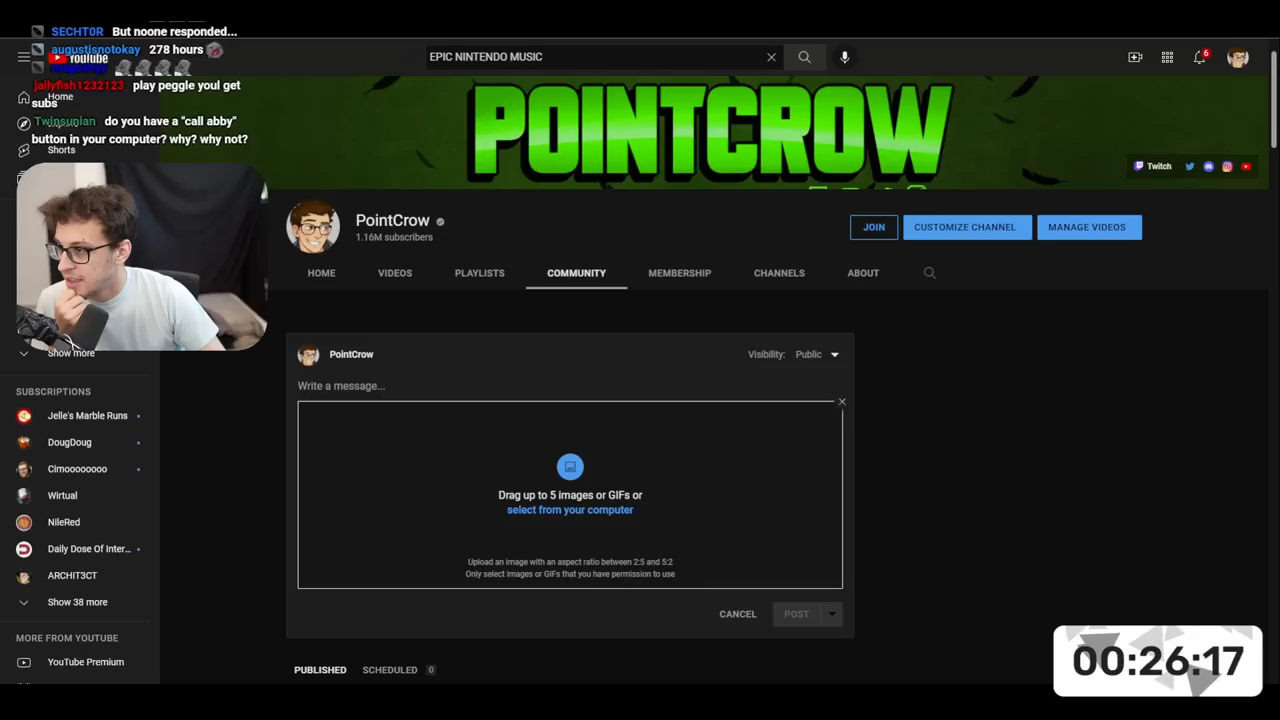 SECHT0R But noone responded...
augustisnotokay 278 hours
jallyfish1232123 play peggle youl get
subs
Twinsunian do you have a "call abby"
button in your computer? why? why not?
YouTube
EPIC NINTENDO MUSIC
6
Home
Shorts
POINTCROW
Twitch
PointCrow
1.16M subscribers
JOIN
CUSTOMIZE CHANNEL
MANAGE VIDEOS
HOME
VIDEOS
PLAYLISTS
COMMUNITY
MEMBERSHIP
CHANNELS
ABOUT
Show more
SUBSCRIPTIONS
Jelle's Marble Runs
DougDoug
Cimoooooooo
Wirtual
NileRed
Daily Dose Of Inter...
ARCHIT3CT
Show 38 more
MORE FROM YOUTUBE
YouTube Premium
PointCrow
Visibility: Public
Write a message...
Drag up to 5 images or GIFs or
select from your computer
Upload an image with an aspect ratio between 2:5 and 5:2
Only select images or GIFs that you have permission to use
CANCEL
POST
PUBLISHED
SCHEDULED 0
00:26:17